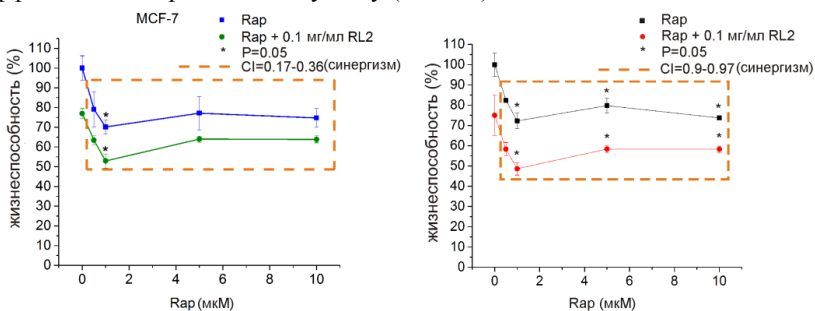 MCF-7
Rap
Rap + 0.1 мг/мл RL2
* P=0.05
CI=0.17-0.36(синергизм)
жизнеспособность (%)
110
100
90
80
70
60
50
40
30
20
10
0
0 2 4 6 8 10
Rap (мкМ)
Rap
Rap + 0.1 мг/мл RL2
* P=0.05
CI=0.9-0.97(синергизм)
жизнеспособность (%)
110
100
90
80
70
60
50
40
30
20
10
0
0 2 4 6 8 10
Rap (мкМ)